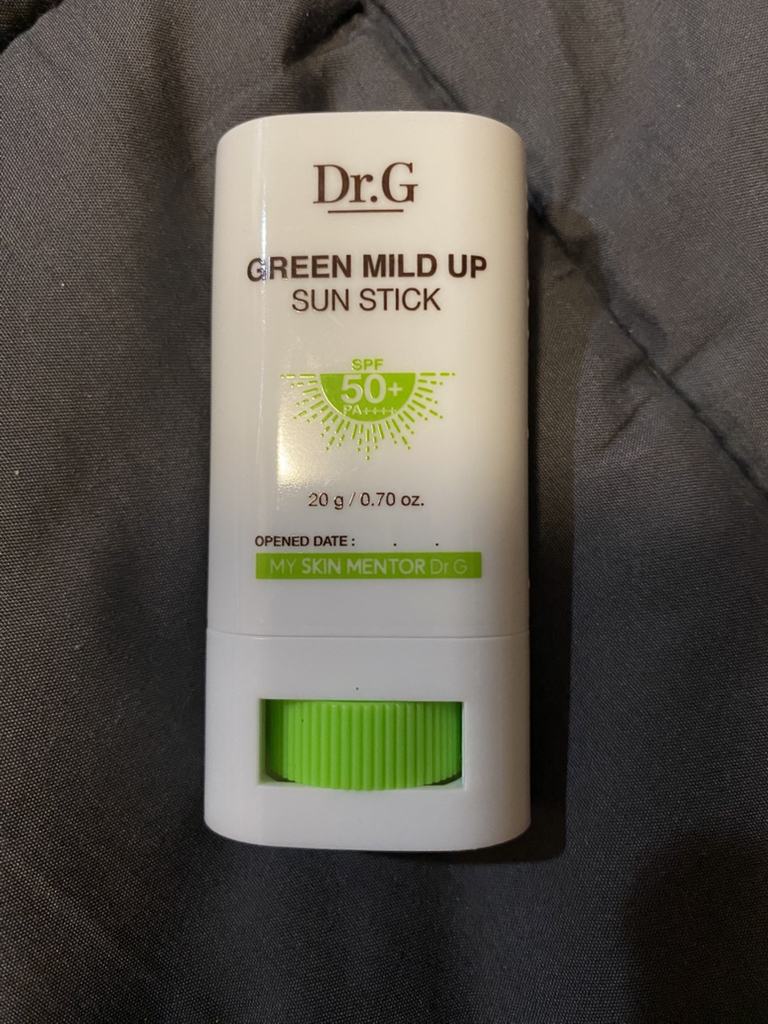 Dr.G
GREEN MILD UP
SUN STICK
SPF
50+
PA++++
20 g / 0.70 oz.
OPENED DATE : . .
MY SKIN MENTOR Dr G